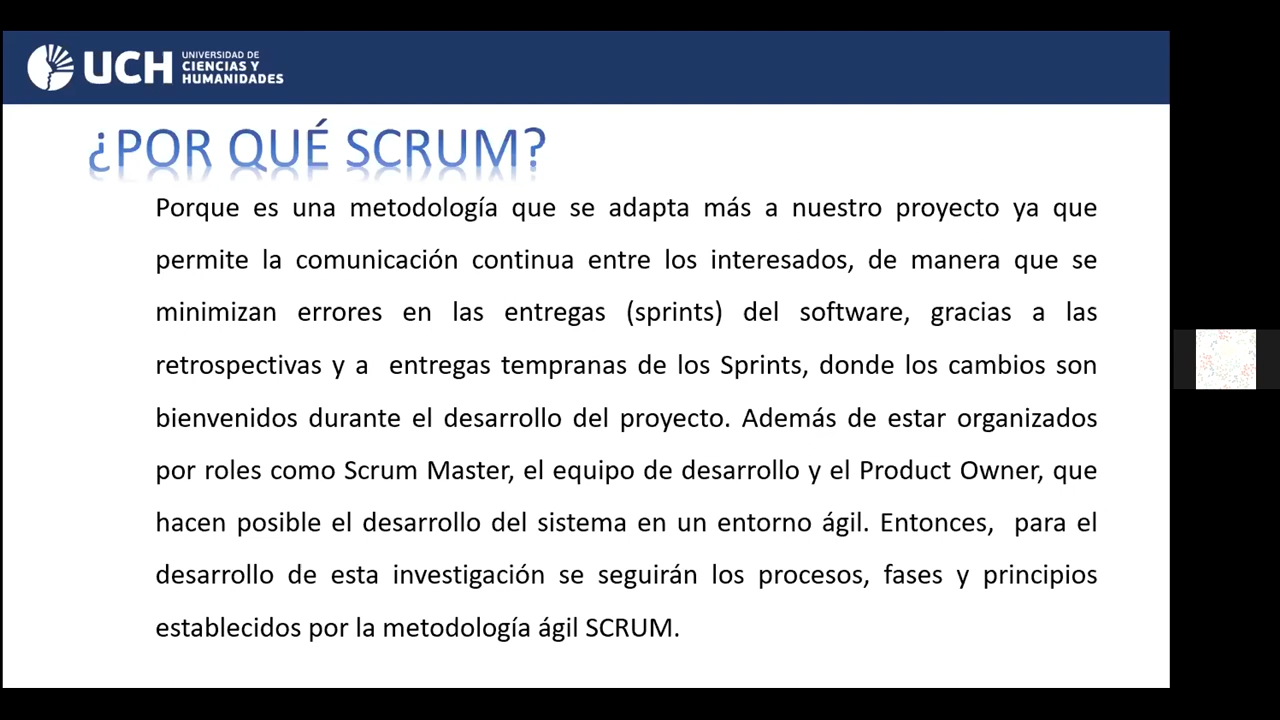 UCH
UNIVERSIDAD DE
CIENCIAS Y
HUMANIDADES
¿POR QUÉ SCRUM?
Porque es una metodología que se adapta más a nuestro proyecto ya que
permite la comunicación continua entre los interesados, de manera que se
minimizan errores en las entregas (sprints) del software, gracias a las
retrospectivas y a entregas tempranas de los Sprints, donde los cambios son
bienvenidos durante el desarrollo del proyecto. Además de estar organizados
por roles como Scrum Master, el equipo de desarrollo y el Product Owner, que
hacen posible el desarrollo del sistema en un entorno ágil. Entonces, para el
desarrollo de esta investigación se seguirán los procesos, fases y principios
establecidos por la metodología ágil SCRUM.